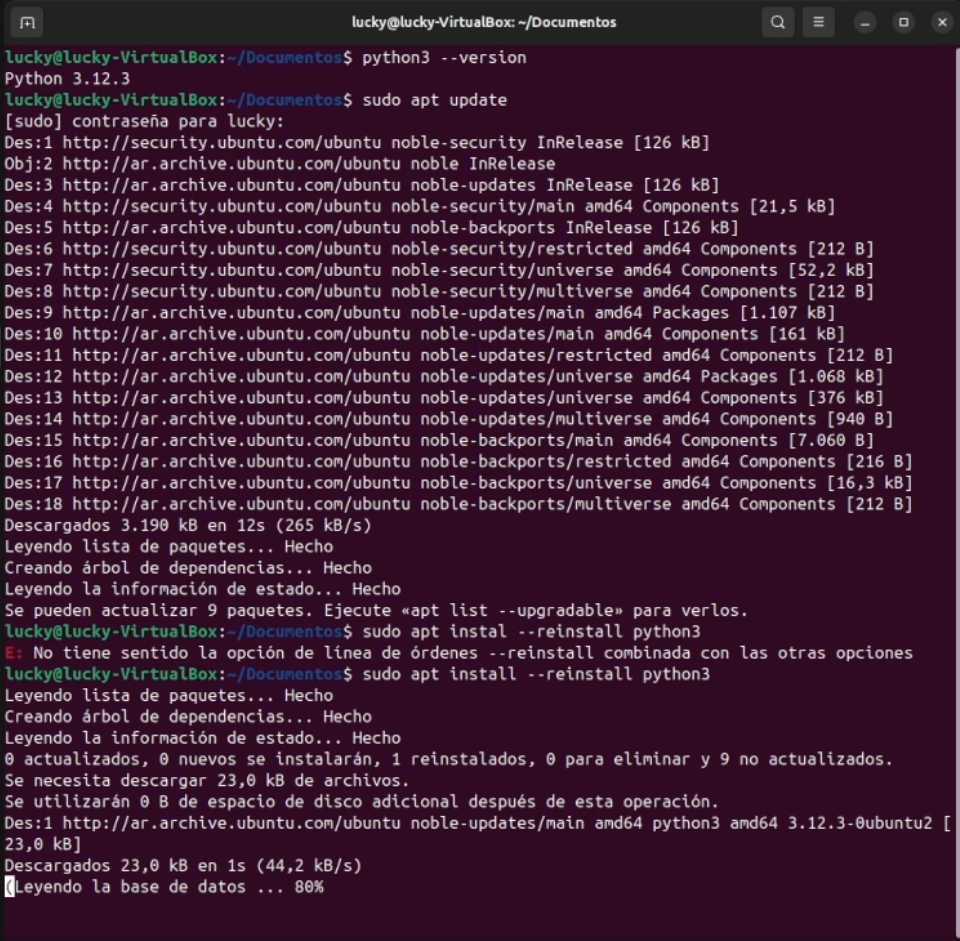 lucky@lucky-VirtualBox: ~/Documentos
lucky@lucky-VirtualBox:~/Documentos$ python3 --version
Python 3.12.3
lucky@lucky-VirtualBox:~/Documentos$ sudo apt update
[sudo] contraseña para lucky:
Des:1 http://security.ubuntu.com/ubuntu noble-security InRelease [126 kB]
Obj:2 http://ar.archive.ubuntu.com/ubuntu noble InRelease
Des:3 http://ar.archive.ubuntu.com/ubuntu noble-updates InRelease [126 kB]
Des:4 http://security.ubuntu.com/ubuntu noble-security/main amd64 Components [21,5 kB]
Des:5 http://ar.archive.ubuntu.com/ubuntu noble-backports InRelease [126 kB]
Des:6 http://security.ubuntu.com/ubuntu noble-security/restricted amd64 Components [212 B]
Des:7 http://security.ubuntu.com/ubuntu noble-security/universe amd64 Components [52,2 kB]
Des:8 http://security.ubuntu.com/ubuntu noble-security/multiverse amd64 Components [212 B]
Des:9 http://ar.archive.ubuntu.com/ubuntu noble-updates/main amd64 Packages [1.107 kB]
Des:10 http://ar.archive.ubuntu.com/ubuntu noble-updates/main amd64 Components [161 kB]
Des:11 http://ar.archive.ubuntu.com/ubuntu noble-updates/restricted amd64 Components [212 B]
Des:12 http://ar.archive.ubuntu.com/ubuntu noble-updates/universe amd64 Packages [1.068 kB]
Des:13 http://ar.archive.ubuntu.com/ubuntu noble-updates/universe amd64 Components [376 kB]
Des:14 http://ar.archive.ubuntu.com/ubuntu noble-updates/multiverse amd64 Components [940 B]
Des:15 http://ar.archive.ubuntu.com/ubuntu noble-backports/main amd64 Components [7.060 B]
Des:16 http://ar.archive.ubuntu.com/ubuntu noble-backports/restricted amd64 Components [216 B]
Des:17 http://ar.archive.ubuntu.com/ubuntu noble-backports/universe amd64 Components [16,3 kB]
Des:18 http://ar.archive.ubuntu.com/ubuntu noble-backports/multiverse amd64 Components [212 B]
Descargados 3.190 kB en 12s (265 kB/s)
Leyendo lista de paquetes... Hecho
Creando árbol de dependencias... Hecho
Leyendo la información de estado... Hecho
Se pueden actualizar 9 paquetes. Ejecute «apt list --upgradable» para verlos.
lucky@lucky-VirtualBox:~/Documentos$ sudo apt instal --reinstall python3
E: No tiene sentido la opción de línea de órdenes --reinstall combinada con las otras opciones
lucky@lucky-VirtualBox:~/Documentos$ sudo apt install --reinstall python3
Leyendo lista de paquetes... Hecho
Creando árbol de dependencias... Hecho
Leyendo la información de estado... Hecho
0 actualizados, 0 nuevos se instalarán, 1 reinstalados, 0 para eliminar y 9 no actualizados.
Se necesita descargar 23,0 kB de archivos.
Se utilizarán 0 B de espacio de disco adicional después de esta operación.
Des:1 http://ar.archive.ubuntu.com/ubuntu noble-updates/main amd64 python3 amd64 3.12.3-0ubuntu2 [
23,0 kB]
Descargados 23,0 kB en 1s (44,2 kB/s)
(Leyendo la base de datos ... 80%